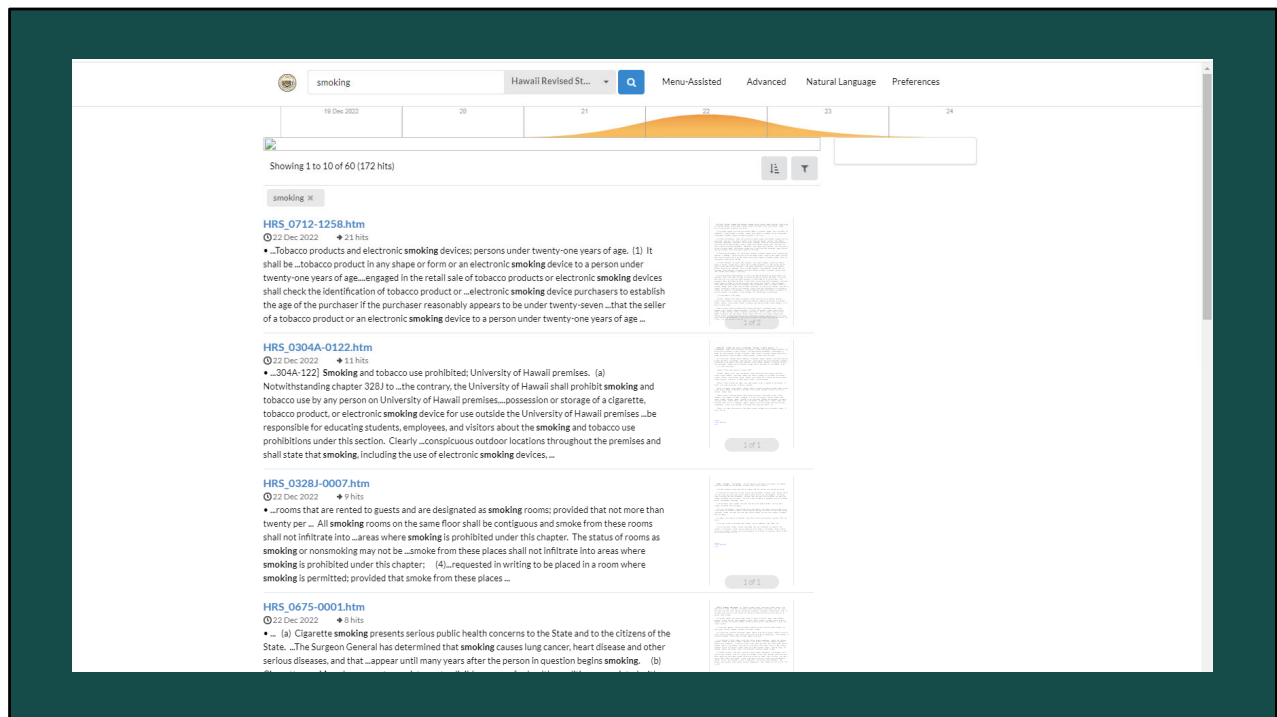 smoking
Hawaii Revised St...
Menu-Assisted
Advanced
Natural Language
Preferences
19 Dec 2022
20
21
22
23
24
Showing 1 to 10 of 60 (172 hits)
smoking ×
HRS_0712-1258.htm
22 Dec 2022 21 hits
• ...Tobacco products and electronic smoking devices; persons under twenty-one years of age. (1) It
shall be ...tobacco product in any shape or form or an electronic smoking device to a person under
twenty-one years of age....engaged in the retail sale of tobacco products or electronic smoking devices
shall check the identification of tobacco product or ...electronic smoking device purchasers to establish
the age of the purchaser if the purchaser reasonably appears to be under twenty-seven ...that the seller
of a tobacco product or an electronic smoking device to a person under twenty-one years of age ...
1 of 2
HRS_0304A-0122.htm
22 Dec 2022 11 hits
• ...304A-122] Smoking and tobacco use prohibited; University of Hawaii premises. (a)
Notwithstanding chapter 328J to ...the contrary, the University of Hawaii shall prohibit smoking and
tobacco use by any person on University of Hawaii premises,...possession or storage of a cigarette,
tobacco product, or electronic smoking device for use outside the University of Hawaii premises ...be
responsible for educating students, employees, and visitors about the smoking and tobacco use
prohibitions under this section. Clearly ...conspicuous outdoor locations throughout the premises and
shall state that smoking, including the use of electronic smoking devices, ...
1 of 1
HRS_0328J-0007.htm
22 Dec 2022 9 hits
• ...rooms that are rented to guests and are designated as smoking rooms; provided that not more than
twenty per ... All smoking rooms on the same floor shall be contiguous and smoke from these rooms
shall not infiltrate into ...areas where smoking is prohibited under this chapter. The status of rooms as
smoking or nonsmoking may not be ...smoke from these places shall not infiltrate into areas where
smoking is prohibited under this chapter; (4)...requested in writing to be placed in a room where
smoking is permitted; provided that smoke from these places ...
1 of 1
HRS_0675-0001.htm
22 Dec 2022 8 hits
• ... (a) Cigarette smoking presents serious public health concerns to the State and to the citizens of the
State. ...The Surgeon General has determined that smoking causes lung cancer, heart disease and other
serious ...diseases that ...appear until many years after the person in question begins smoking. (b)